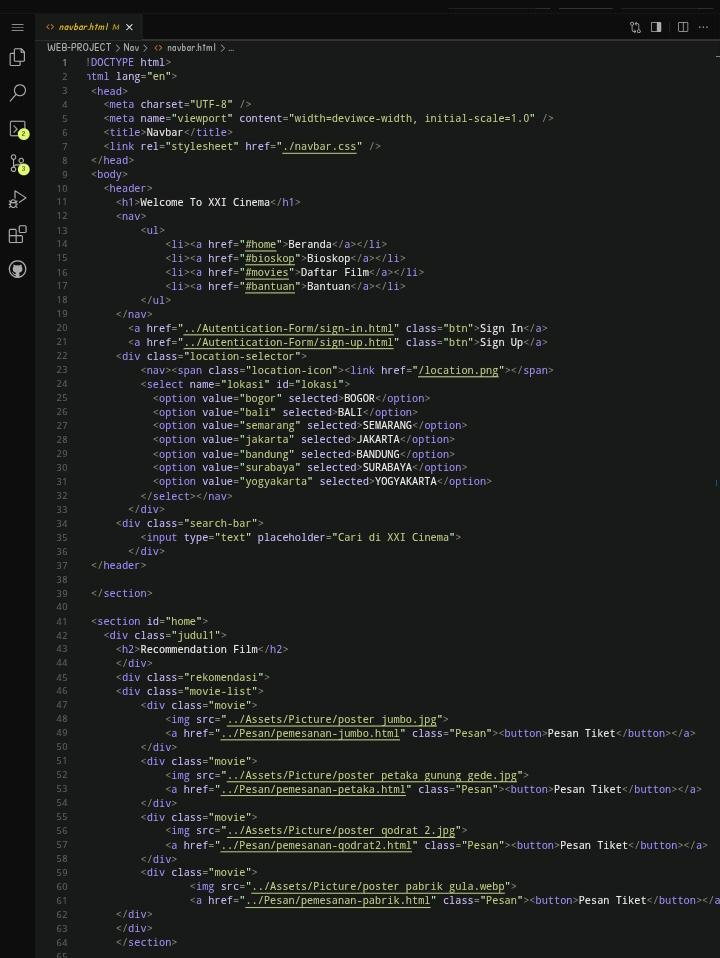 navbar.html M
WEB-PROJECT > Nav > navbar.html > ...
1 !DOCTYPE html>
2 html lang="en">
3 <head>
4 <meta charset="UTF-8" />
5 <meta name="viewport" content="width=deviwce-width, initial-scale=1.0" />
6 <title>Navbar</title>
7 <link rel="stylesheet" href="./navbar.css" />
8 </head>
9 <body>
10 <header>
11 <h1>Welcome To XXI Cinema</h1>
12 <nav>
13 <ul>
14 <li><a href="#home">Beranda</a></li>
15 <li><a href="#bioskop">Bioskop</a></li>
16 <li><a href="#movies">Daftar Film</a></li>
17 <li><a href="#bantuan">Bantuan</a></li>
18 </ul>
19 </nav>
20 <a href="../Autentication-Form/sign-in.html" class="btn">Sign In</a>
21 <a href="../Autentication-Form/sign-up.html" class="btn">Sign Up</a>
22 <div class="location-selector">
23 <nav><span class="location-icon"><link href="/location.png"></span>
24 <select name="lokasi" id="lokasi">
25 <option value="bogor" selected>BOGOR</option>
26 <option value="bali" selected>BALI</option>
27 <option value="semarang" selected>SEMARANG</option>
28 <option value="jakarta" selected>JAKARTA</option>
29 <option value="bandung" selected>BANDUNG</option>
30 <option value="surabaya" selected>SURABAYA</option>
31 <option value="yogyakarta" selected>YOGYAKARTA</option>
32 </select></nav>
33 </div>
34 <div class="search-bar">
35 <input type="text" placeholder="Cari di XXI Cinema">
36 </div>
37 </header>
38
39 </section>
40
41 <section id="home">
42 <div class="judul1">
43 <h2>Recommendation Film</h2>
44 </div>
45 <div class="rekomendasi">
46 <div class="movie-list">
47 <div class="movie">
48 <img src="../Assets/Picture/poster_jumbo.jpg">
49 <a href="../Pesan/pemesanan-jumbo.html" class="Pesan"><button>Pesan Tiket</button></a>
50 </div>
51 <div class="movie">
52 <img src="../Assets/Picture/poster_petaka_gunung_gede.jpg">
53 <a href="../Pesan/pemesanan-petaka.html" class="Pesan"><button>Pesan Tiket</button></a>
54 </div>
55 <div class="movie">
56 <img src="../Assets/Picture/poster_qodrat_2.jpg">
57 <a href="../Pesan/pemesanan-qodrat2.html" class="Pesan"><button>Pesan Tiket</button></a>
58 </div>
59 <div class="movie">
60 <img src="../Assets/Picture/poster_pabrik_gula.webp">
61 <a href="../Pesan/pemesanan-pabrik.html" class="Pesan"><button>Pesan Tiket</button></a
62 </div>
63 </div>
64 </section>
2
3